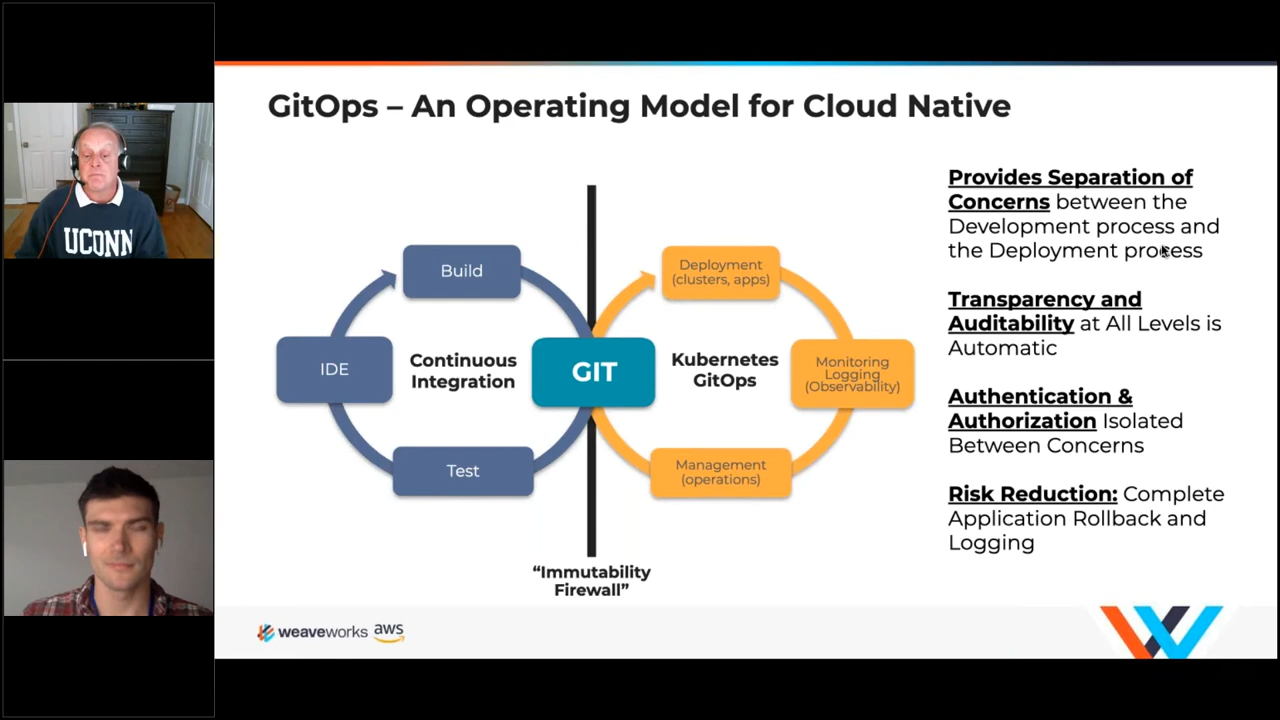 GitOps – An Operating Model for Cloud Native
UCONN
Build
IDE
Continuous
Integration
Test
GIT
Deployment
(clusters, apps)
Kubernetes
GitOps
Monitoring
Logging
(Observability)
Management
(operations)
“Immutability
Firewall”
Provides Separation of
Concerns between the
Development process and
the Deployment process
Transparency and
Auditability at All Levels is
Automatic
Authentication &
Authorization Isolated
Between Concerns
Risk Reduction: Complete
Application Rollback and
Logging
weaveworks aws